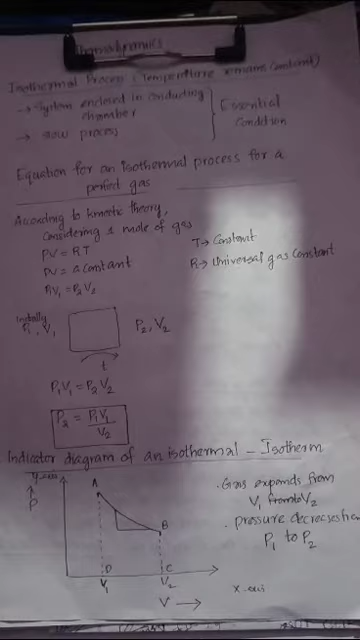 Thermodynamics
Isothermal Process (Temperature remains Constant)
→ System enclosed in conducting chamber
→ slow process
Essential Condition
Equation for an isothermal process for a perfect gas
According to kinetic theory,
Considering 1 mole of gas
PV = RT
PV = a constant
P₁V₁ = P₂V₂
T → Constant
R → Universal gas Constant
Initially
P₁, V₁
P₂, V₂
t
P₁V₁ = P₂V₂
P₂ = P₁V₁ / V₂
Indicator diagram of an isothermal - Isotherm
y-axis
↑
P
A
B
D
C
V₁
V₂
V →
x-axis
. Gas expands from
V₁ to V₂
. pressure decreases from
P₁ to P₂